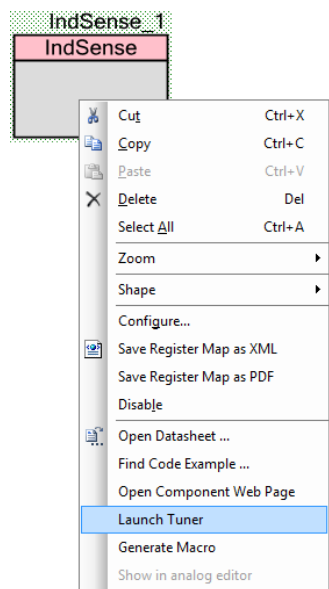 IndSense_1
IndSense
Cut Ctrl+X
Copy Ctrl+C
Paste Ctrl+V
Delete Del
Select All Ctrl+A
Zoom
Shape
Configure...
Save Register Map as XML
Save Register Map as PDF
Disable
Open Datasheet ...
Find Code Example ...
Open Component Web Page
Launch Tuner
Generate Macro
Show in analog editor